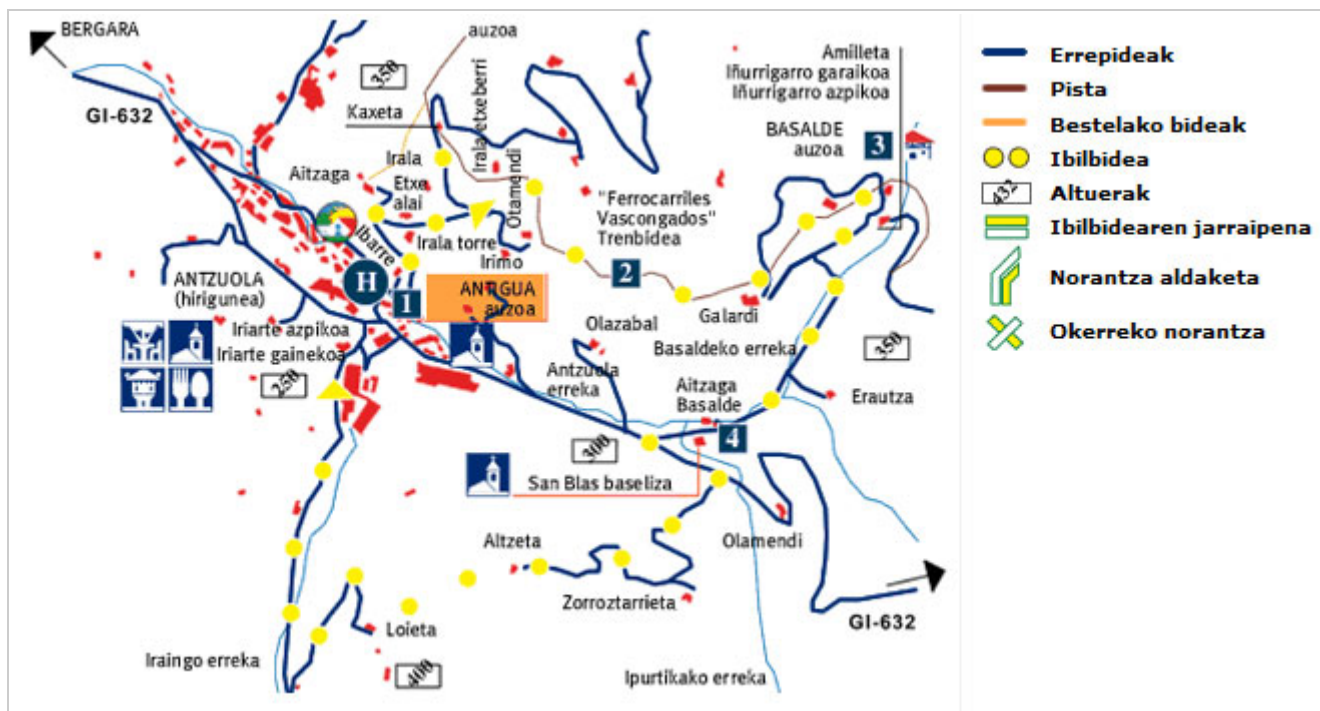 BERGARA
GI-632
auzoa
350
Kaxeta
Iraletxeberri
Irala
Otamendi
Aitzaga
Etxe
alai
Ibarre
Irala torre
Irimo
Amilleta
Iñurrigarro garaikoa
Iñurrigarro azpikoa
BASALDE
auzoa
3
"Ferrocarriles
Vascongados"
Trenbidea
2
ANTZUOLA
(hirigunea)
H
1
ANTIGUA
auzoa
Olazabal
Galardi
Basaldeko erreka
350
Iriarte azpikoa
Iriarte gainekoa
250
Antzuola
erreka
Aitzaga
Basalde
4
Erautza
300
San Blas baseliza
Altzeta
Olamendi
Zorroztarrieta
GI-632
Loieta
Iraingo erreka
400
Ipurtikako erreka
Errepideak
Pista
Bestelako bideak
Ibilbidea
432
Altuerak
Ibilbidearen jarraipena
Norantza aldaketa
Okerreko norantza